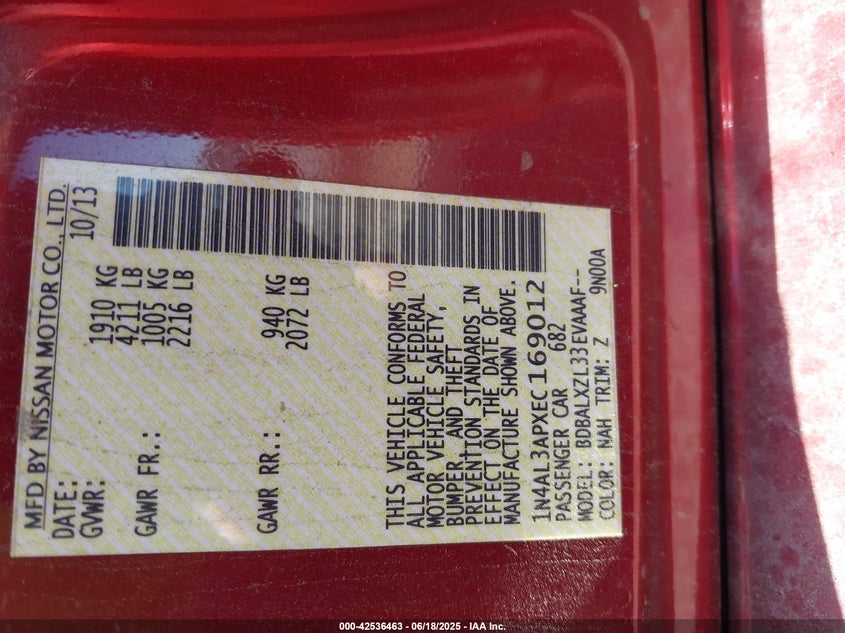 MFD BY NISSAN MOTOR CO., LTD.
DATE: 10/13
GVWR: 1910 KG
4211 LB
GAWR FR.: 1005 KG
2216 LB
GAWR RR.: 940 KG
2072 LB
THIS VEHICLE CONFORMS TO
ALL APPLICABLE FEDERAL
MOTOR VEHICLE SAFETY,
BUMPER AND THEFT
PREVENTION STANDARDS IN
EFFECT ON THE DATE OF
MANUFACTURE SHOWN ABOVE.
1N4AL3APXEC169012
PASSENGER CAR 682
MODEL: BDBALXZL33EVAAAF--
COLOR: NAH TRIM: Z 9N00A
000-42536463 - 06/18/2025 - IAA Inc.